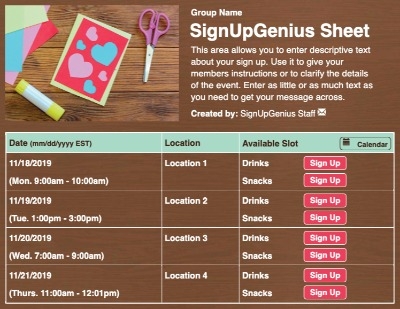 Group Name
SignUpGenius Sheet
This area allows you to enter descriptive text
about your sign up. Use it to give your
members instructions or to clarify the details
of the event. Enter as little or as much text as
you need to get your message across.
Created by: SignUpGenius Staff
Date (mm/dd/yyyy EST) Location Available Slot Calendar
11/18/2019 Location 1 Drinks Sign Up
(Mon. 9:00am - 10:00am) Snacks Sign Up
11/19/2019 Location 2 Drinks Sign Up
(Tue. 1:00pm - 3:00pm) Snacks Sign Up
11/20/2019 Location 3 Drinks Sign Up
(Wed. 7:00am - 9:00am) Snacks Sign Up
11/21/2019 Location 4 Drinks Sign Up
(Thurs. 11:00am - 12:01pm) Snacks Sign Up